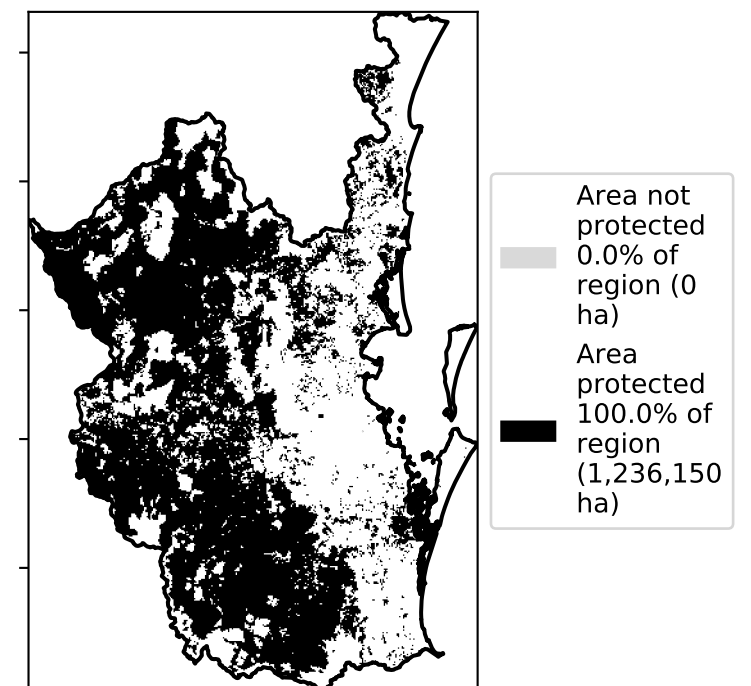 Area not
protected
0.0% of
region (0
ha)
Area
protected
100.0% of
region
(1,236,150
ha)